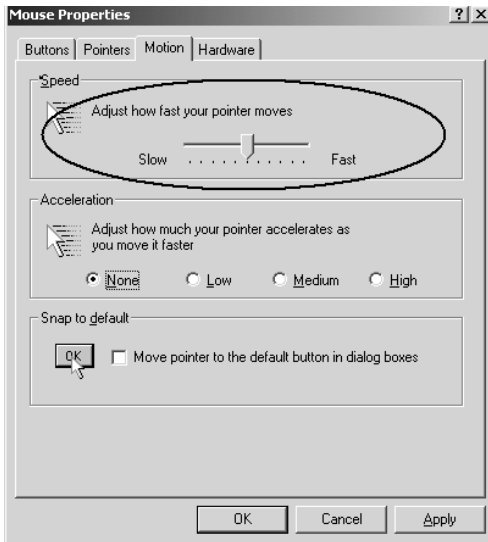 Mouse Properties
Buttons Pointers Motion Hardware
Speed
Adjust how fast your pointer moves
Slow Fast
Acceleration
Adjust how much your pointer accelerates as
you move it faster
None Low Medium High
Snap to default
OK Move pointer to the default button in dialog boxes
OK Cancel Apply